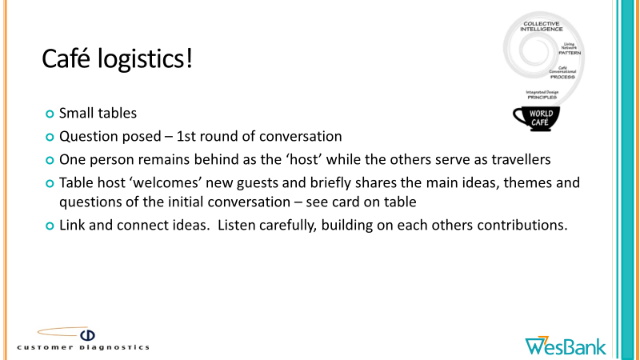 Café logistics!
COLLECTIVE
INTELLIGENCE
Living
Network
PATTERN
Café
Conversational
PROCESS
Integrated Design
PRINCIPLES
WORLD
CAFÉ
Small tables
Question posed – 1st round of conversation
One person remains behind as the ‘host’ while the others serve as travellers
Table host ‘welcomes’ new guests and briefly shares the main ideas, themes and
questions of the initial conversation – see card on table
Link and connect ideas.  Listen carefully, building on each others contributions.
CD
customer Diagnostics
WesBank